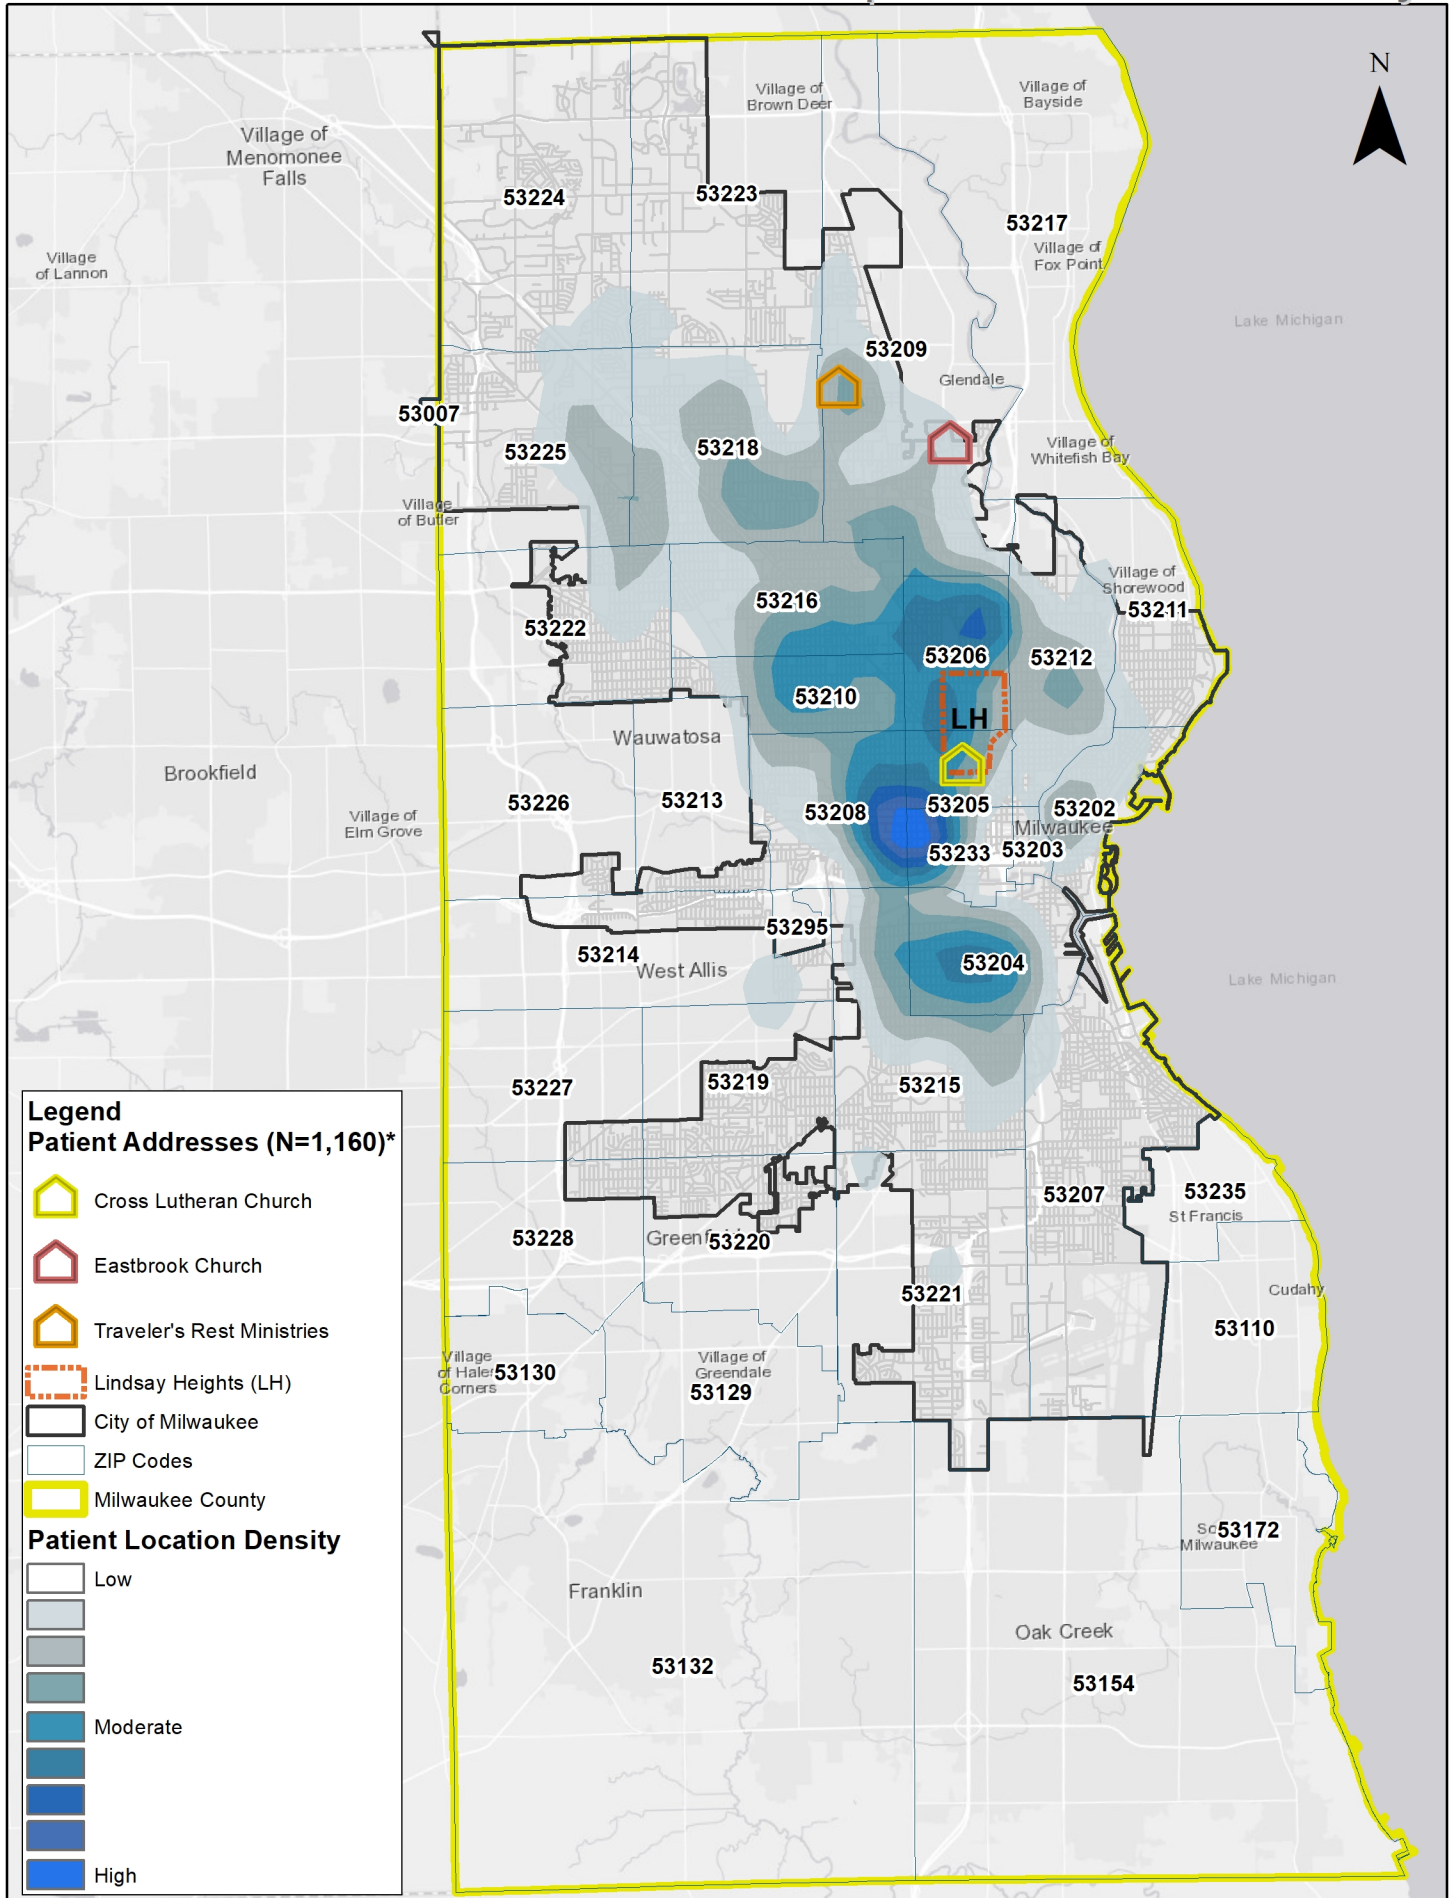 N
Village of
Brown Deer
Village of
Bayside
Village of
Menomonee
Falls
53224
53223
53217
Village of
Fox Point
Village
of Lannon
Lake Michigan
53209
Glendale
53007
53225
53218
Village of
Whitefish Bay
Village
of Butler
Village of
Shorewood
53216
53211
53222
53206
53212
53210
LH
Wauwatosa
Brookfield
53226
53213
53208
53205
53202
Village of
Elm Grove
Milwaukee
53233
53203
53295
53214
53204
West Allis
Lake Michigan
53227
53219
53215
53207
53235
St Francis
53228
53220
53221
Cudahy
53110
Village
of Hales
Corners
53130
Village of
Greendale
53129
53172
Milwaukee
Franklin
Oak Creek
53132
53154
Legend
Patient Addresses (N=1,160)*
Cross Lutheran Church
Eastbrook Church
Traveler's Rest Ministries
Lindsay Heights (LH)
City of Milwaukee
ZIP Codes
Milwaukee County
Patient Location Density
Low
Moderate
High